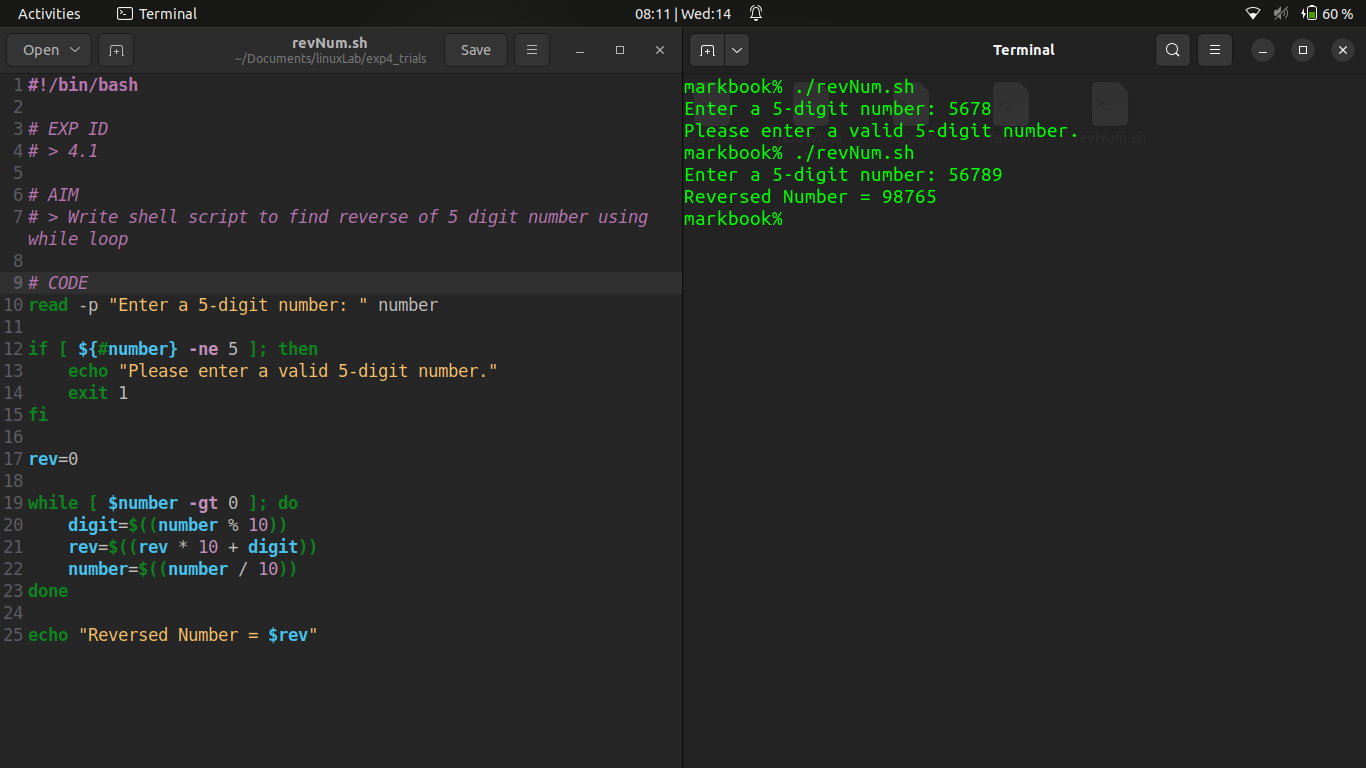 Activities
Terminal
08:11 | Wed:14
60 %
Open
revNum.sh
~/Documents/linuxLab/exp4_trials
Save
1 #!/bin/bash
2
3 # EXP ID
4 # > 4.1
5
6 # AIM
7 # > Write shell script to find reverse of 5 digit number using
while loop
8
9 # CODE
10 read -p "Enter a 5-digit number: " number
11
12 if [ ${#number} -ne 5 ]; then
13     echo "Please enter a valid 5-digit number."
14     exit 1
15 fi
16
17 rev=0
18
19 while [ $number -gt 0 ]; do
20     digit=$((number % 10))
21     rev=$((rev * 10 + digit))
22     number=$((number / 10))
23 done
24
25 echo "Reversed Number = $rev"
Terminal
markbook% ./revNum.sh
Enter a 5-digit number: 5678
Please enter a valid 5-digit number.
markbook% ./revNum.sh
Enter a 5-digit number: 56789
Reversed Number = 98765
markbook%
revNum.sh